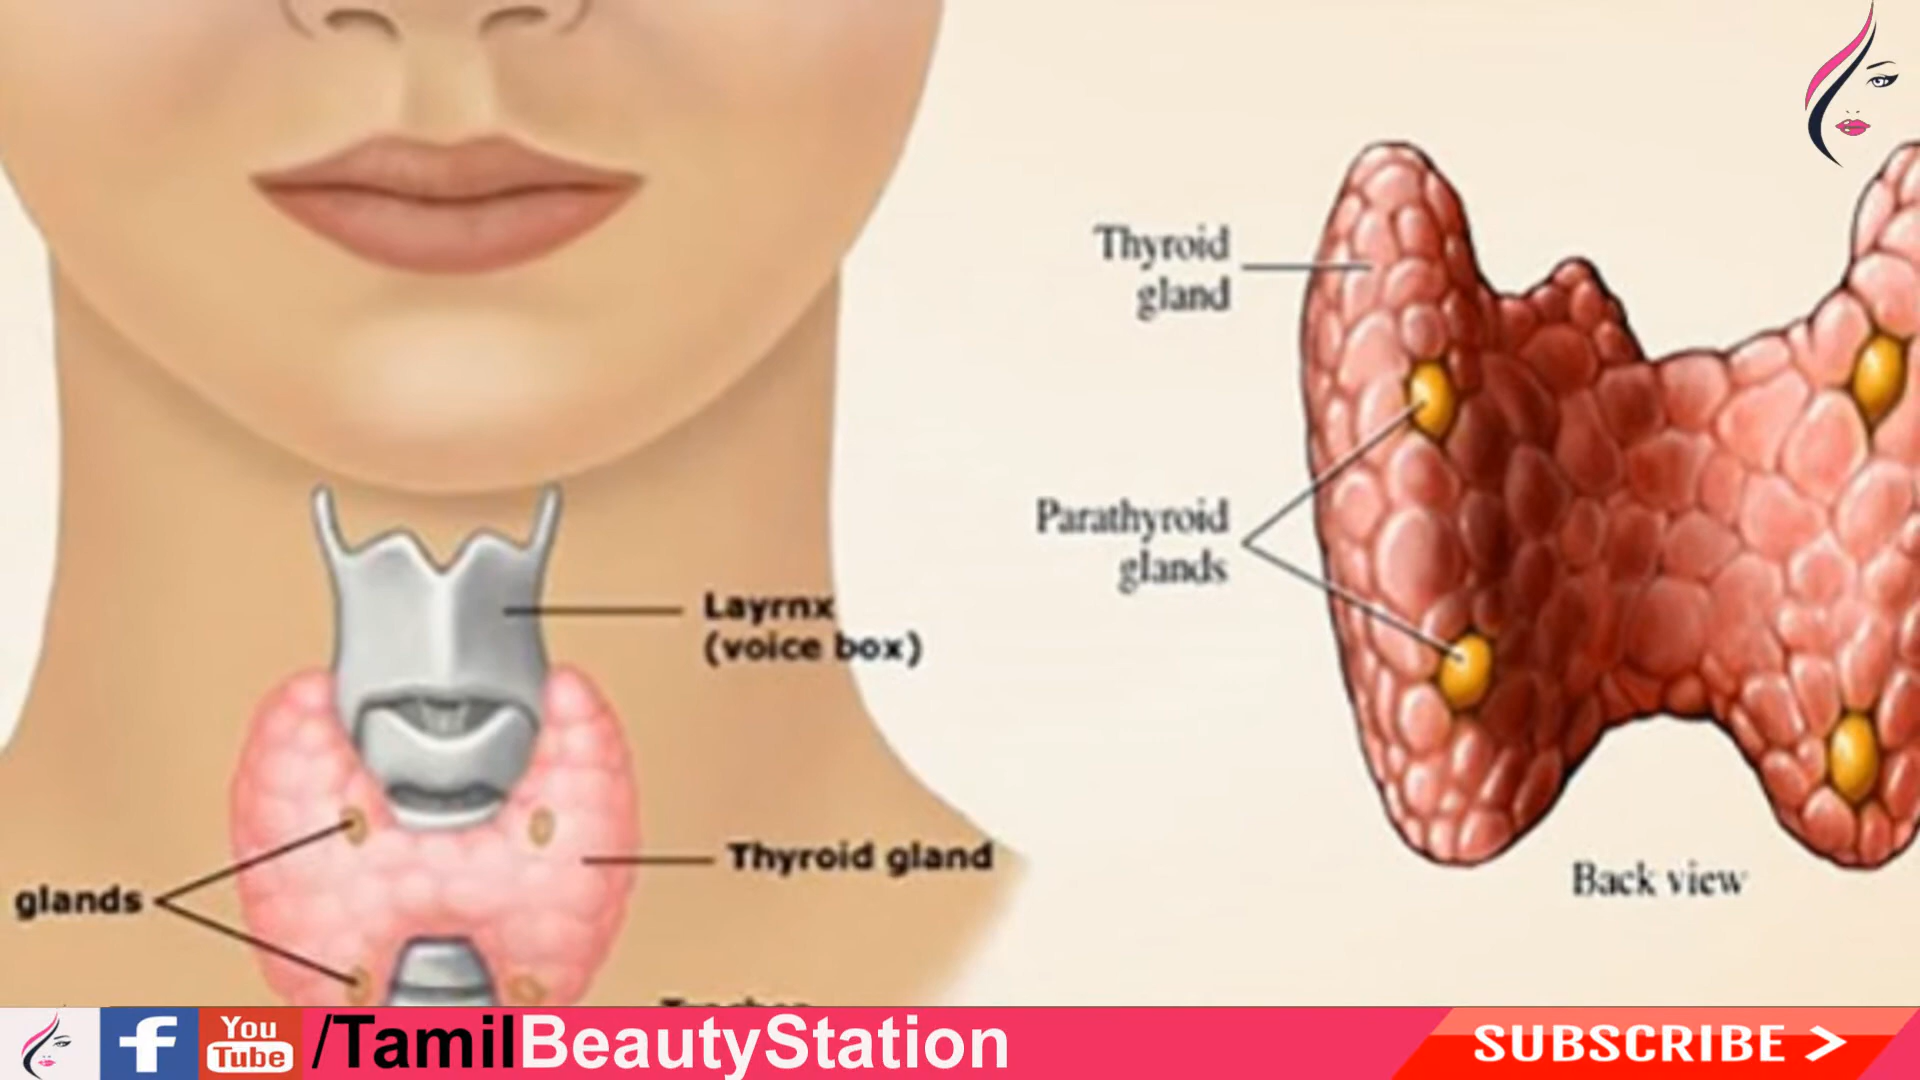 Thyroid
gland
Parathyroid
glands
Layrnx
(voice box)
Thyroid gland
glands
Back view
You
Tube
/TamilBeautyStation
SUBSCRIBE >